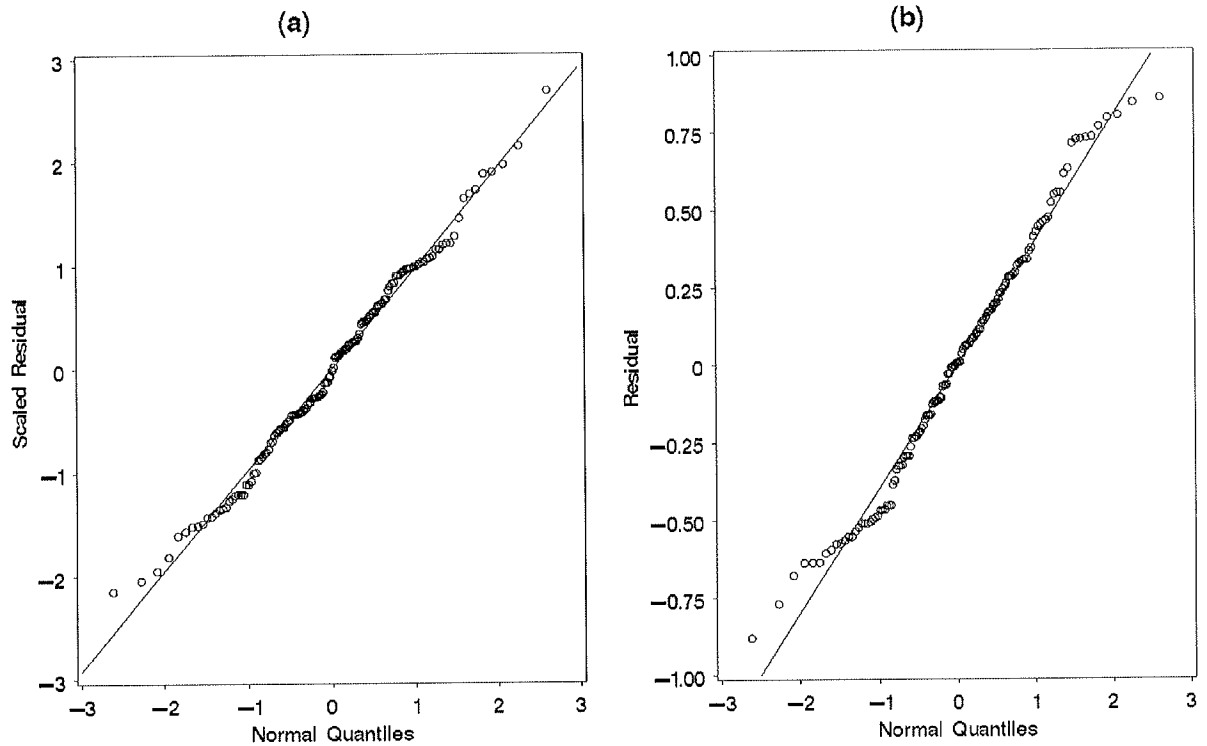 (a)
3
2
1
0
−1
−2
−3
Scaled Residual
−3 −2 −1 0 1 2 3
Normal Quantiles
(b)
1.00
0.75
0.50
0.25
0
−0.25
−0.50
−0.75
−1.00
Residual
−3 −2 −1 0 1 2 3
Normal Quantiles